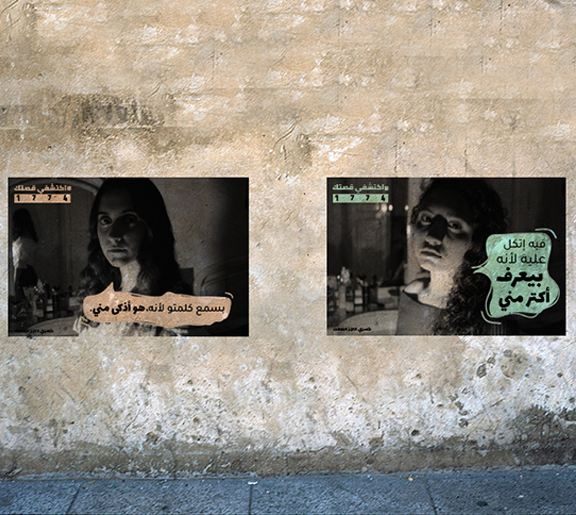 #اكتشفي_قصتك
1 7 7 4
بسمع كلمتو لأنه، هو أذكى مني.
#اكتشفي_قصتك
1 7 7 4
فيه إتكل
عليه لأنه
بيعرف
أكتر مني